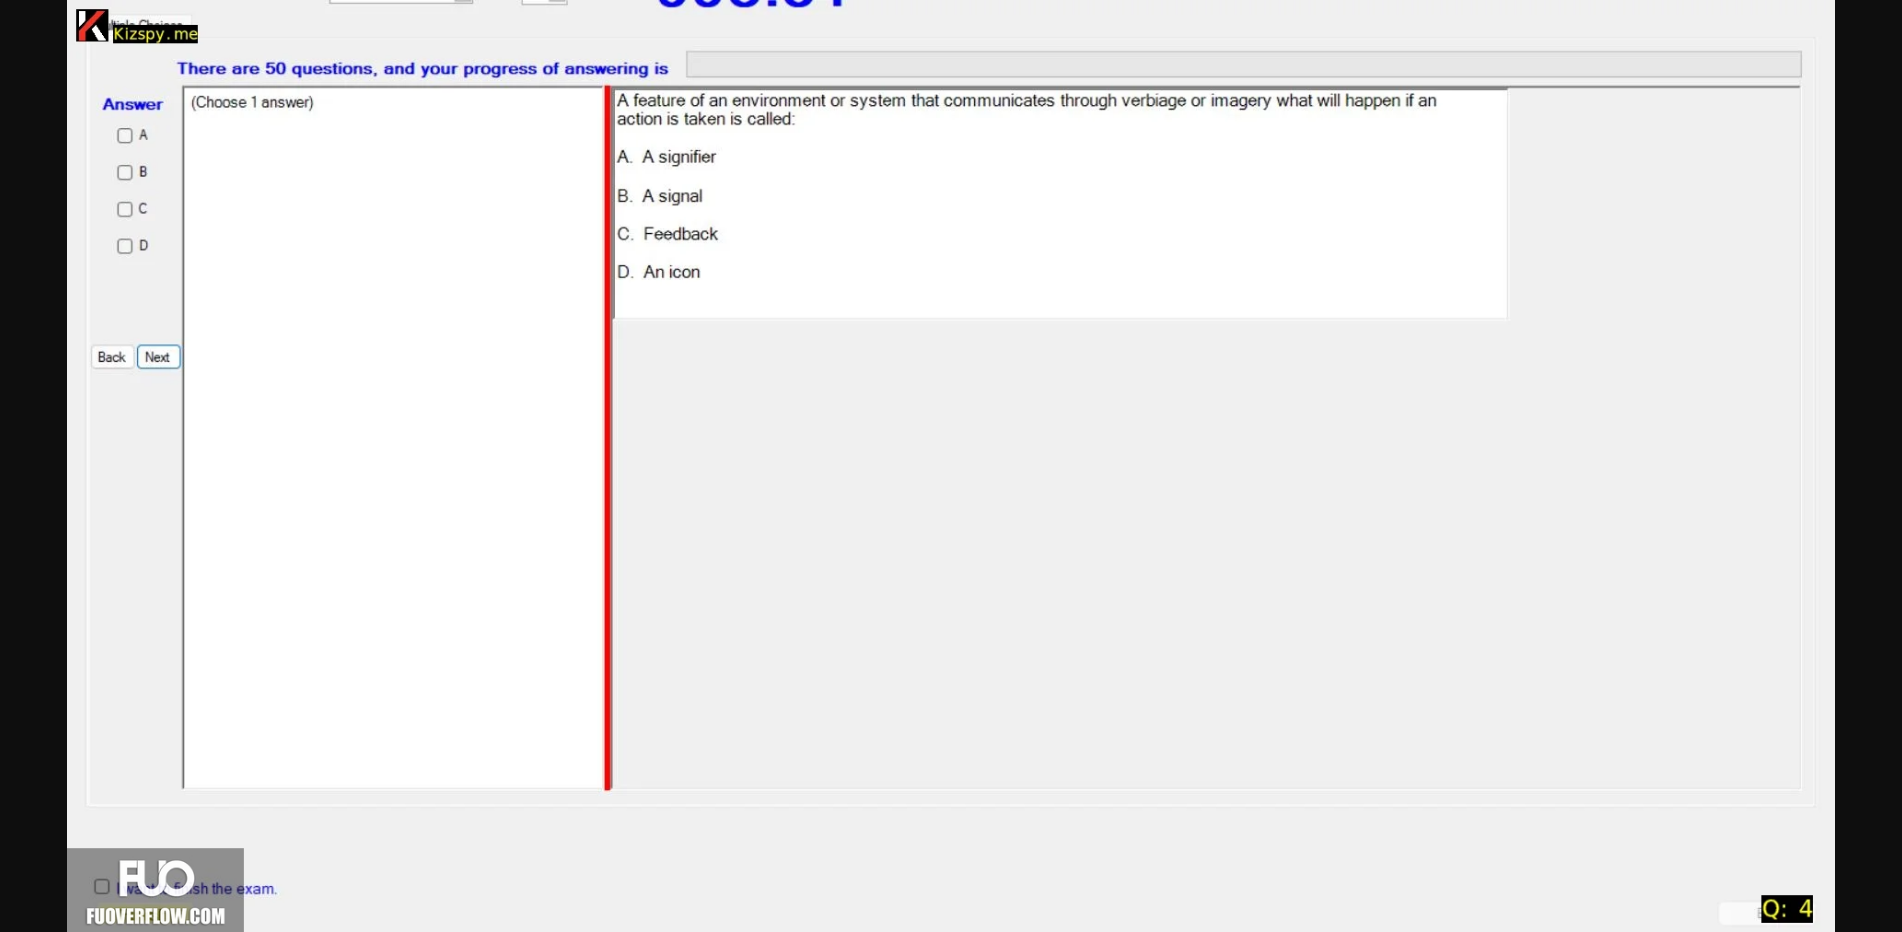 Kizspy.me
There are 50 questions, and your progress of answering is
Answer
(Choose 1 answer)
A
B
C
D
Back
Next
A feature of an environment or system that communicates through verbiage or imagery what will happen if an
action is taken is called:
A. A signifier
B. A signal
C. Feedback
D. An icon
FUO
the exam.
FUOVERFLOW.COM
Q: 4